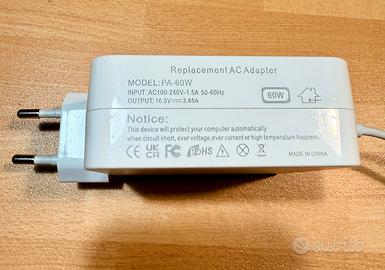 Replacement AC Adapter
MODEL:PA-60W
INPUT:AC100-240V-1.5A 50-60Hz
OUTPUT: 16.5V⎓3.65A
60W
Notice:
This device will protect your computer automatically
when circuit short, over voltage,over current or high temperature happens.
CE UK CA FC
MADE IN CHINA
subito